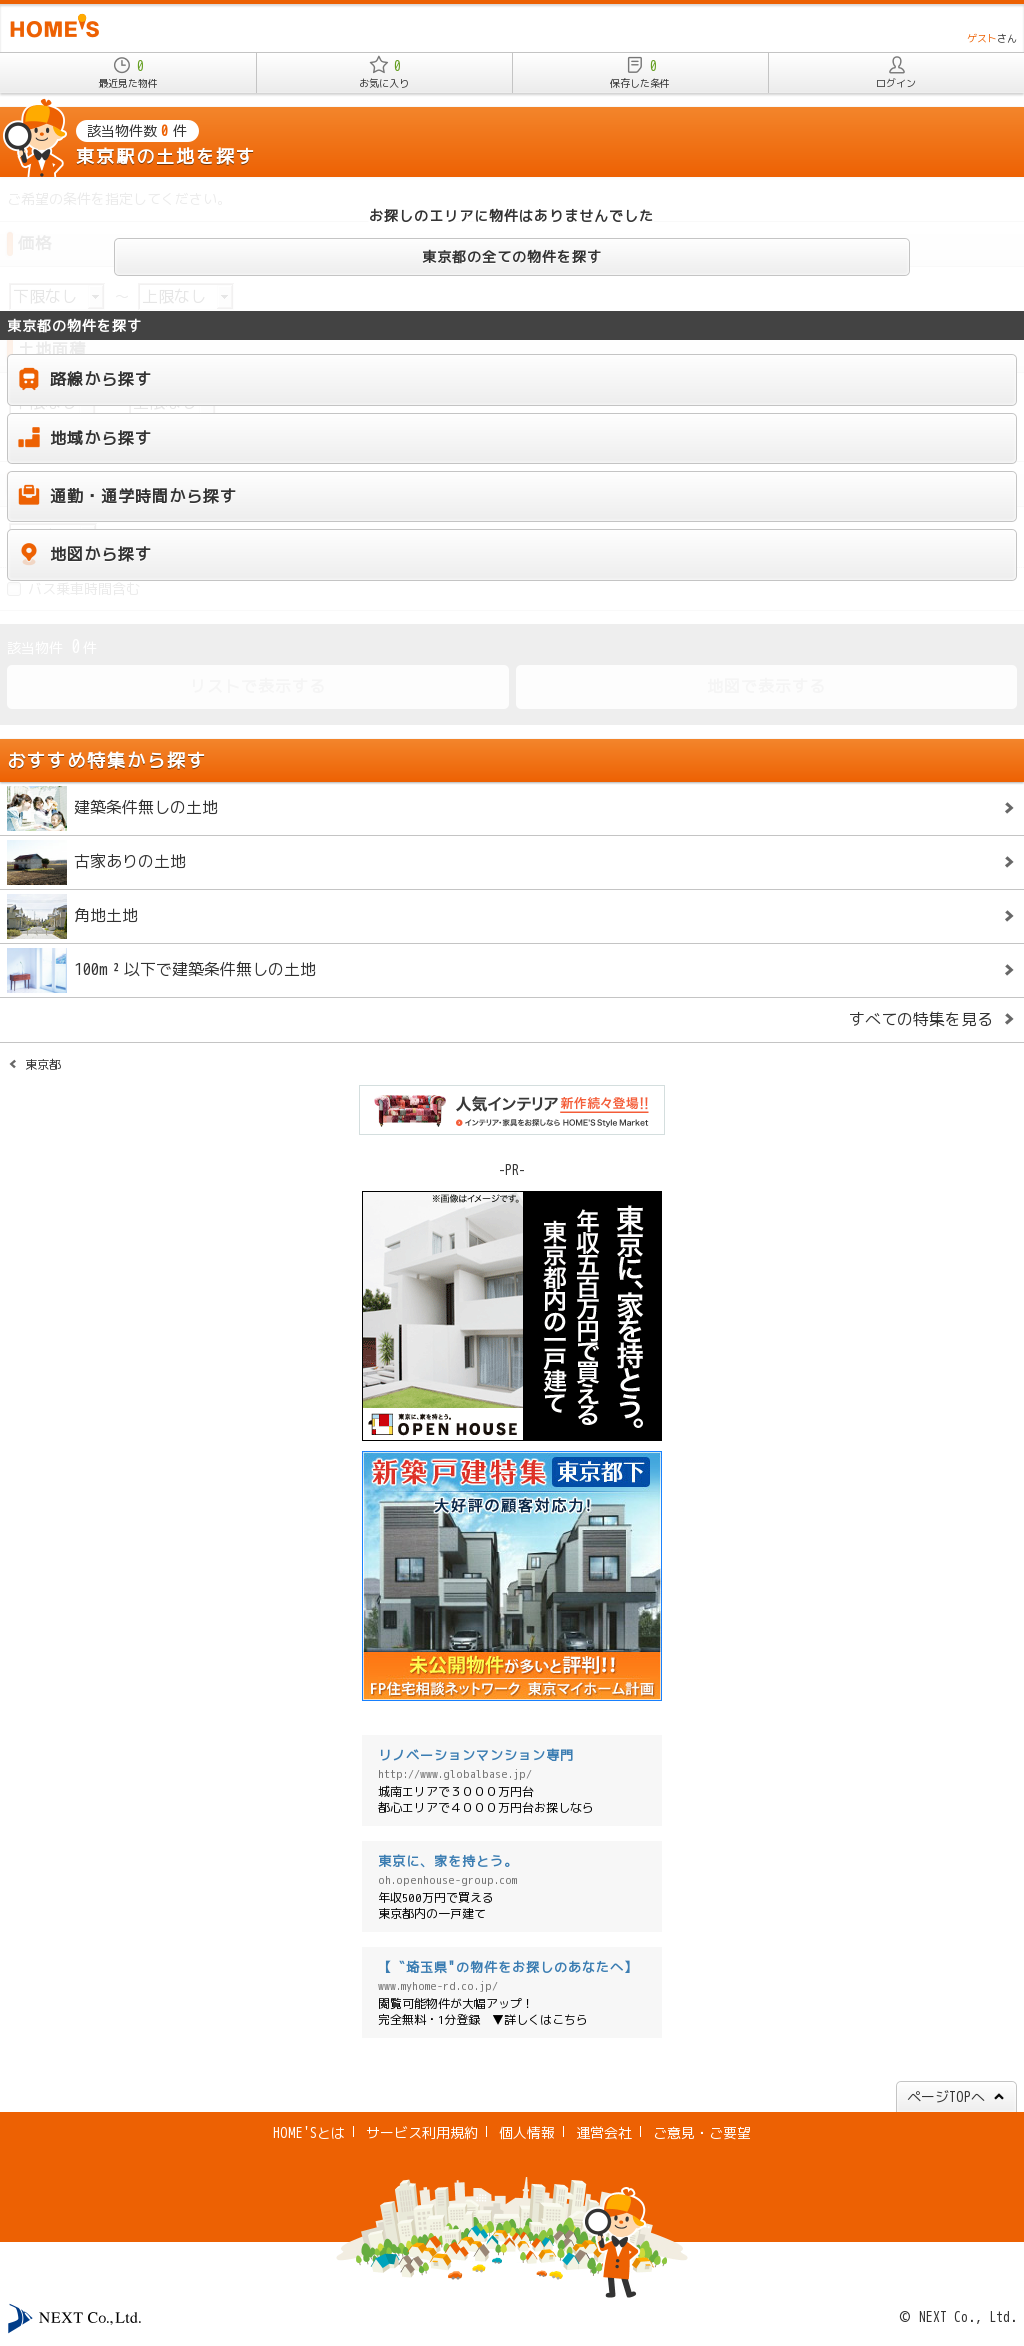 HOME'S
ゲストさん
0
最近見た物件
0
お気に入り
0
保存した条件
ログイン
該当物件数 0 件
東京駅の土地を探す
ご希望の条件を指定してください。
お探しのエリアに物件はありませんでした
価格
東京都の全ての物件を探す
下限なし ～ 上限なし
東京都の物件を探す
土地面積
路線から探す
地域から探す
通勤・通学時間から探す
地図から探す
バス乗車時間含む
該当物件 0 件
リストで表示する
地図で表示する
おすすめ特集から探す
建築条件無しの土地
古家ありの土地
角地土地
100m²以下で建築条件無しの土地
すべての特集を見る
東京都
人気インテリア 新作続々登場!!
インテリア・家具をお探しなら HOME'S Style Market
-PR-
※画像はイメージです。
東京に、家を持とう。
年収五百万円で買える
東京都内の一戸建て
東京に、家を持とう。
OPEN HOUSE
新築戸建特集 東京都下
大好評の顧客対応力!
未公開物件が多いと評判!!
FP住宅相談ネットワーク 東京マイホーム計画
リノベーションマンション専門
http://www.globalbase.jp/
城南エリアで３０００万円台
都心エリアで４０００万円台お探しなら
東京に、家を持とう。
oh.openhouse-group.com
年収500万円で買える
東京都内の一戸建て
【〝埼玉県"の物件をお探しのあなたへ】
www.myhome-rd.co.jp/
閲覧可能物件が大幅アップ！
完全無料・1分登録　▼詳しくはこちら
ページTOPへ
HOME'Sとは | サービス利用規約 | 個人情報 | 運営会社 | ご意見・ご要望
NEXT Co.,Ltd.
© NEXT Co., Ltd.